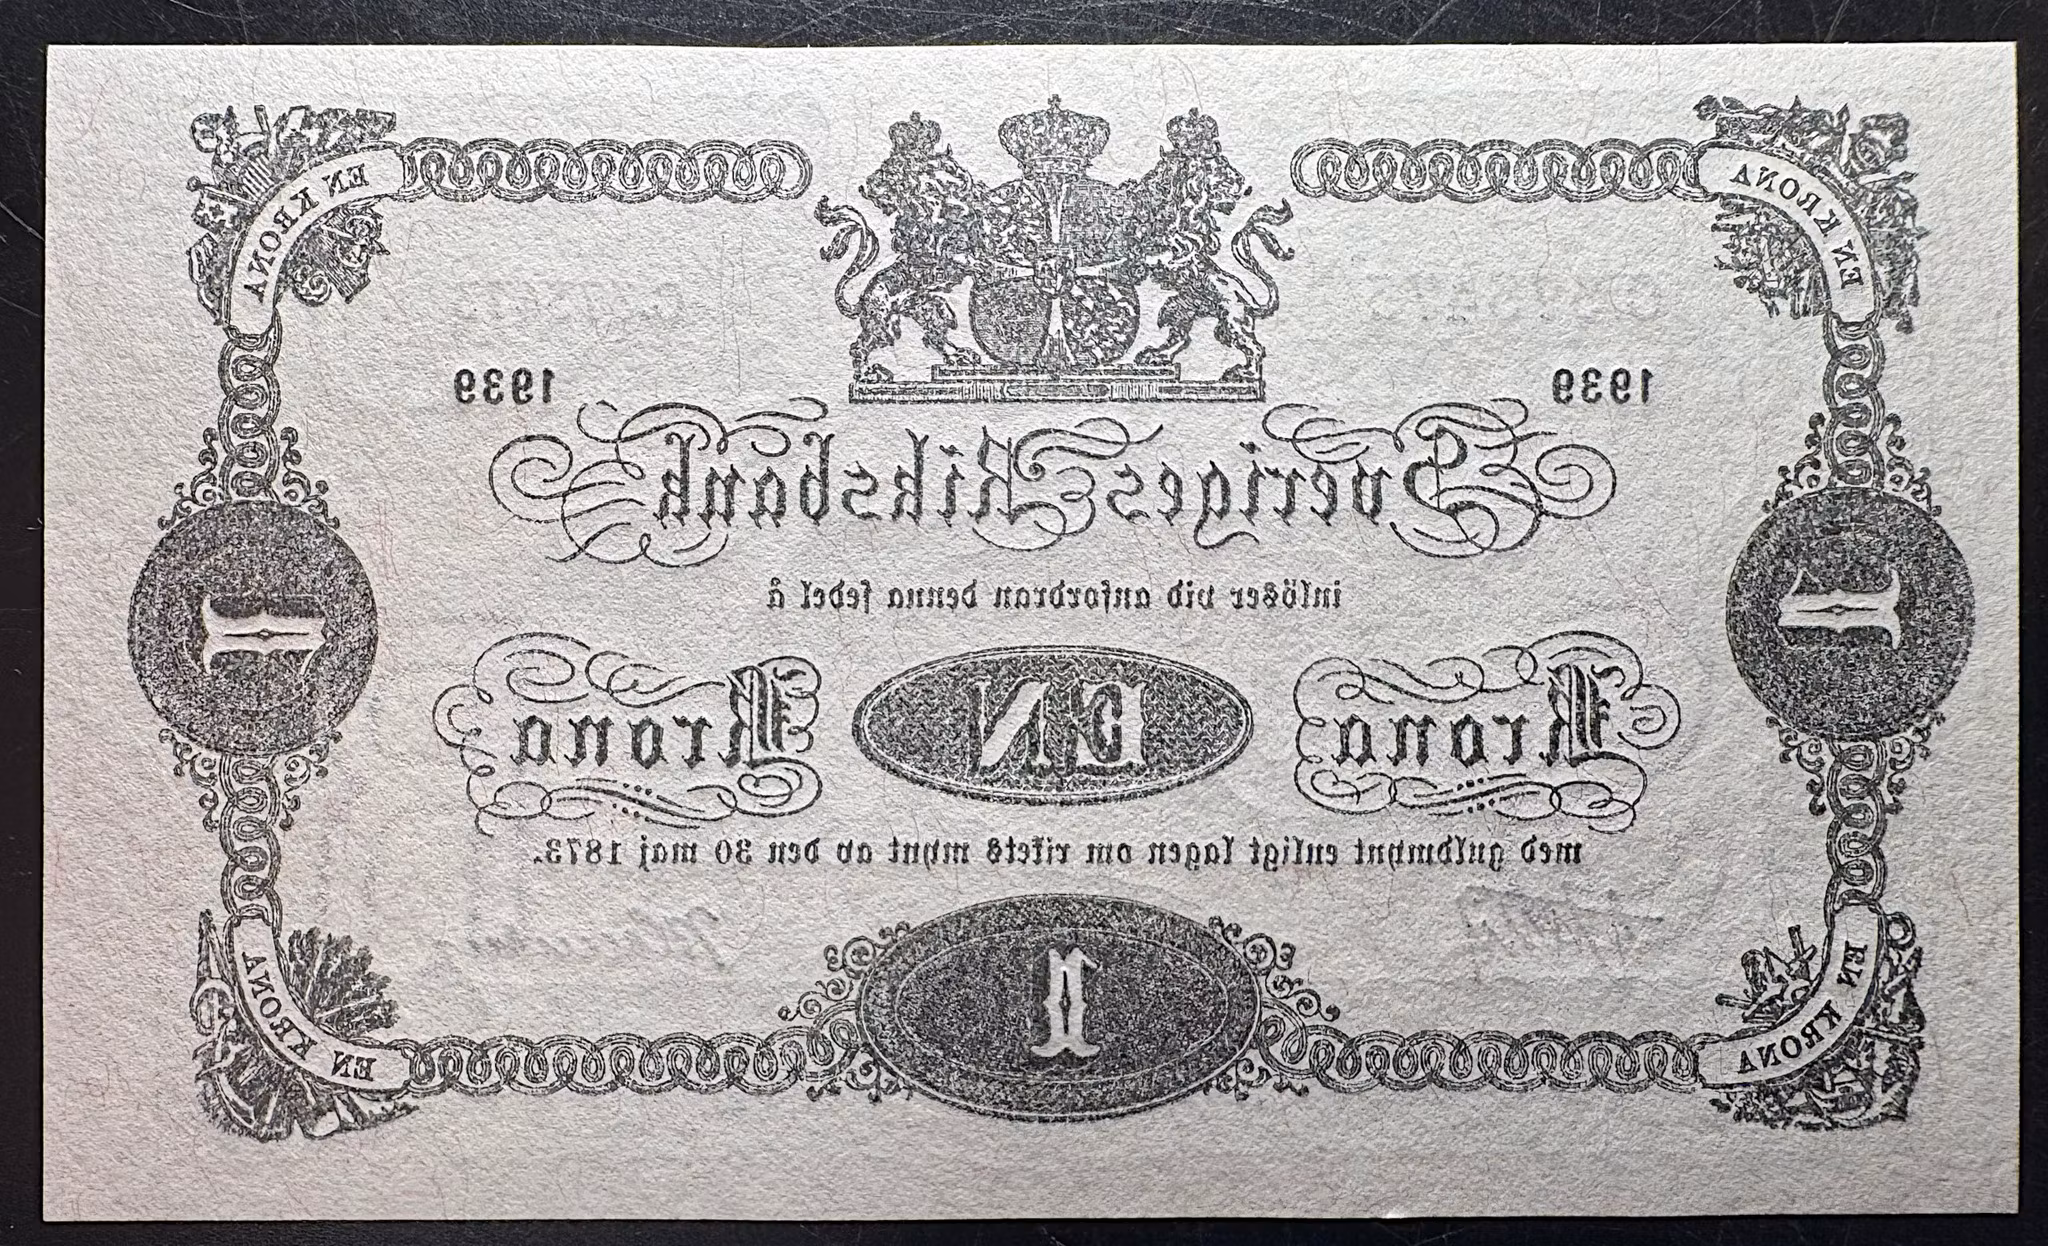 EN KRONA
EN KRONA
1939
1939
Sveriges Riksbank
inlöser vid anfordran denna sedel å
Krona
EN
Krona
1
1
med guldmynt enligt lagen om rikets mynt av den 30 maj 1873.
1
EN KRONA
EN KRONA